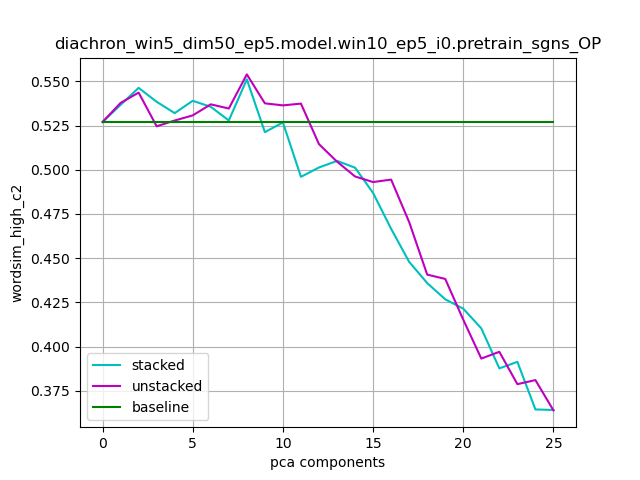 diachron_win5_dim50_ep5.model.win10_ep5_i0.pretrain_sgns_OP
0.550
0.525
0.500
0.475
0.450
0.425
0.400
0.375
wordsim_high_c2
stacked
unstacked
baseline
0 5 10 15 20 25
pca components